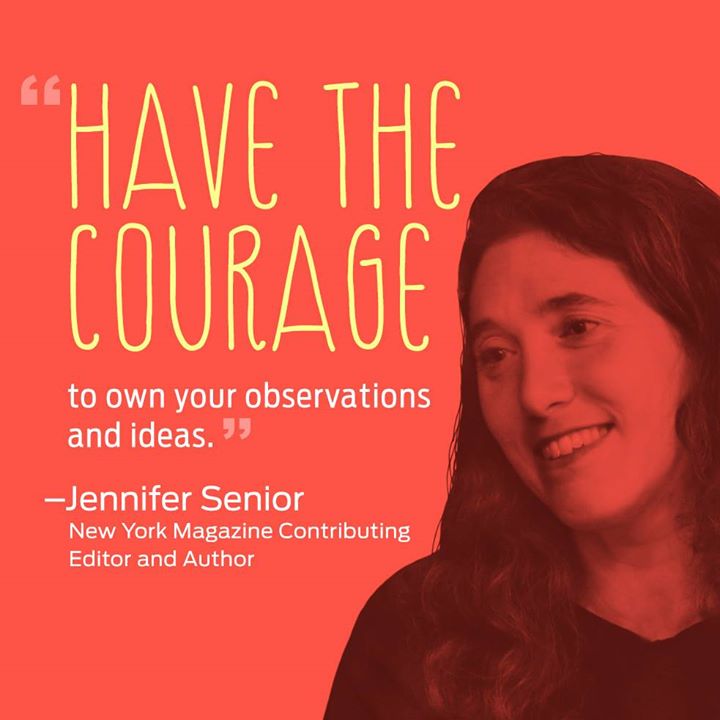 “HAVE THE
COURAGE
to own your observations
and ideas.”
–Jennifer Senior
New York Magazine Contributing
Editor and Author